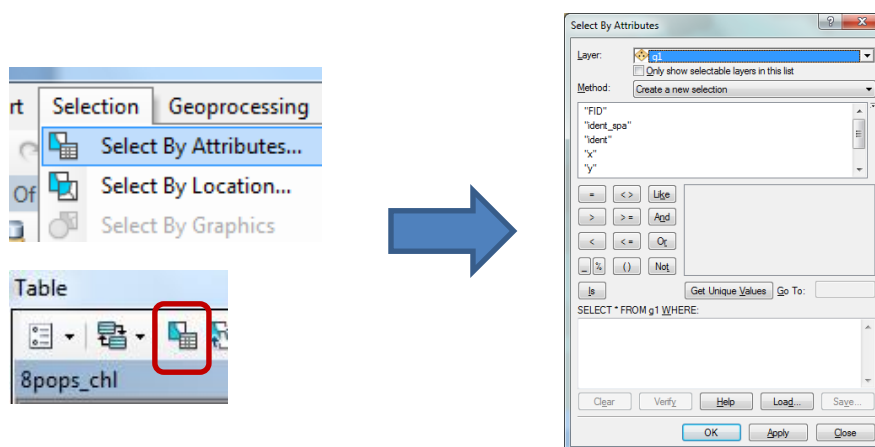 rt Selection Geoprocessing
Select By Attributes...
Of Select By Location...
Select By Graphics
Table
8pops_chl
Select By Attributes
Layer: g1
Only show selectable layers in this list
Method: Create a new selection
"FID"
"ident_spa"
"ident"
"x"
"y"
= < > Like
> > = And
< < = Or
_ % () Not
Is Get Unique Values Go To:
SELECT * FROM g1 WHERE:
Clear Verify Help Load... Save...
OK Apply Close